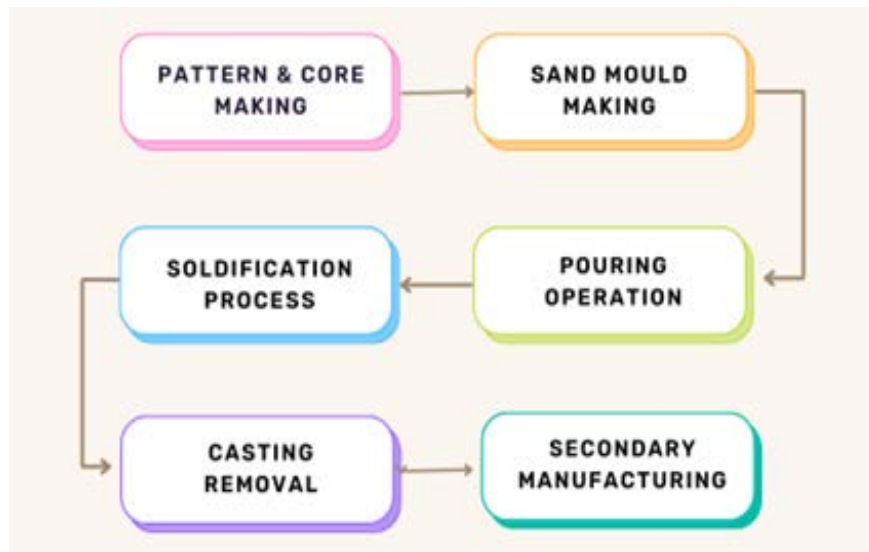 PATTERN & CORE
MAKING
SAND MOULD
MAKING
POURING
OPERATION
SOLDIFICATION
PROCESS
CASTING
REMOVAL
SECONDARY
MANUFACTURING